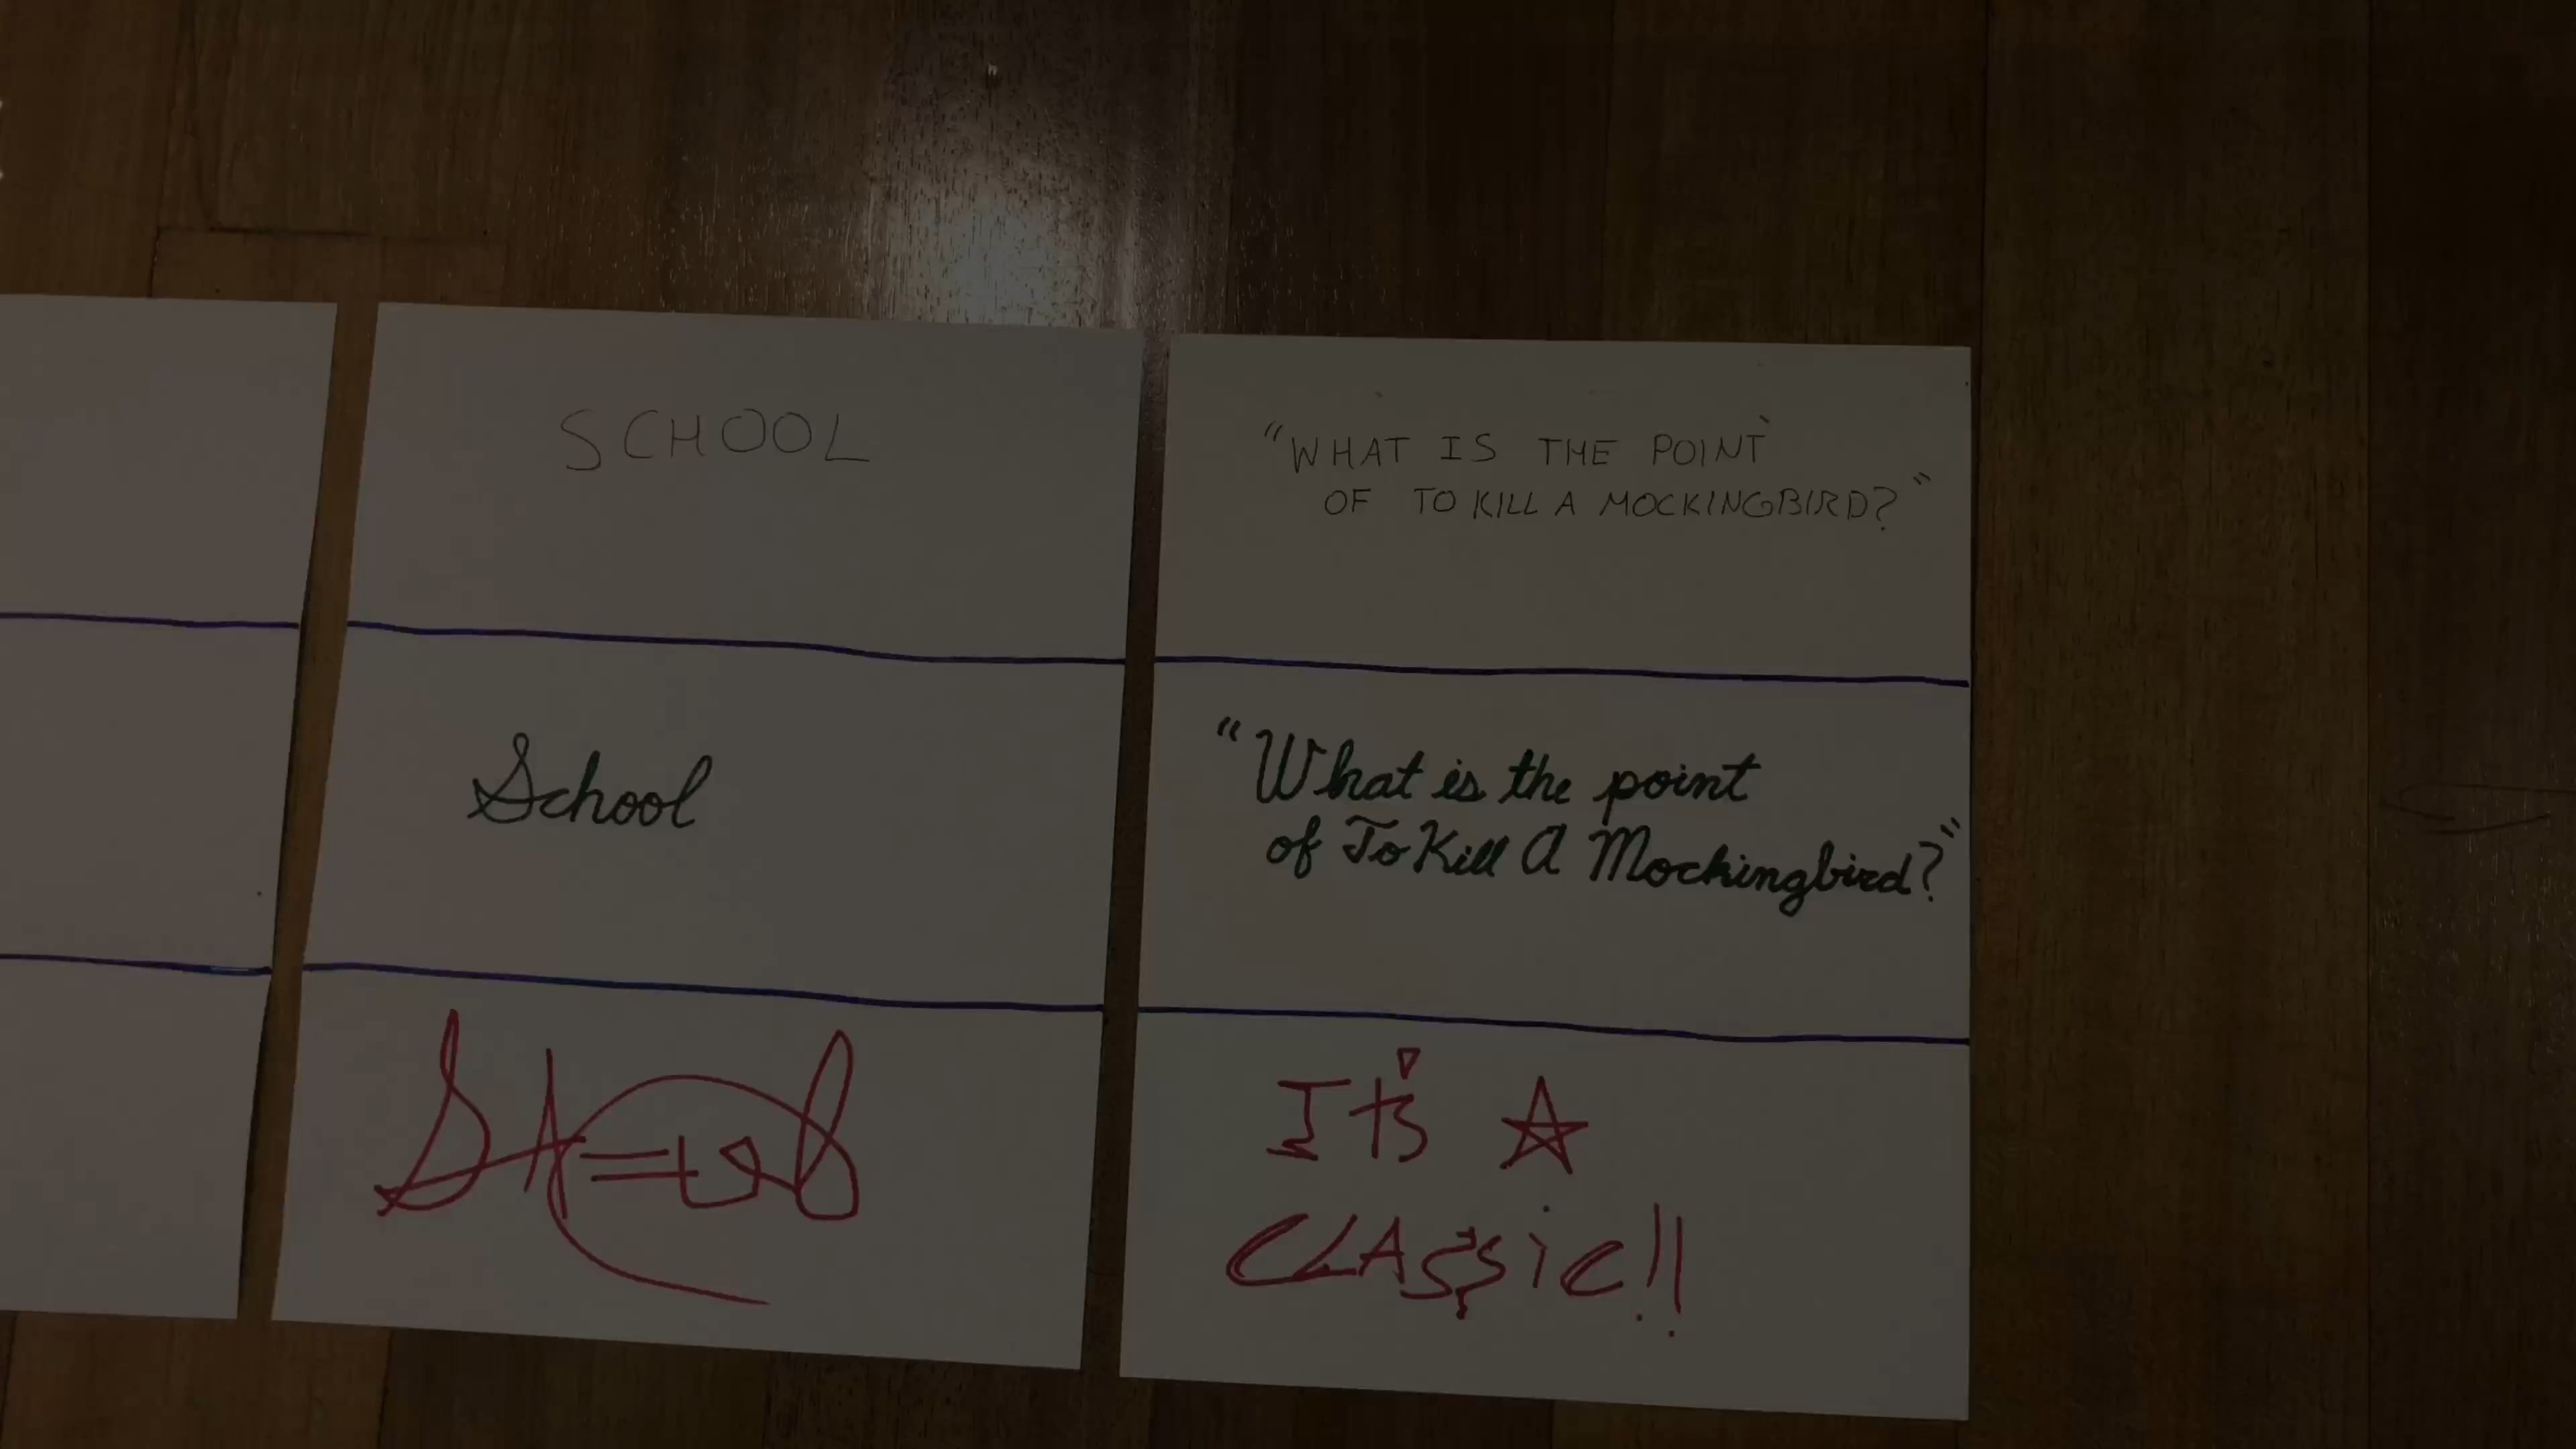 SCHOOL
School
"WHAT IS THE POINT
OF TO KILL A MOCKINGBIRD?"
"What is the point
of To Kill A Mockingbird?"
It's
CLASSiC!!